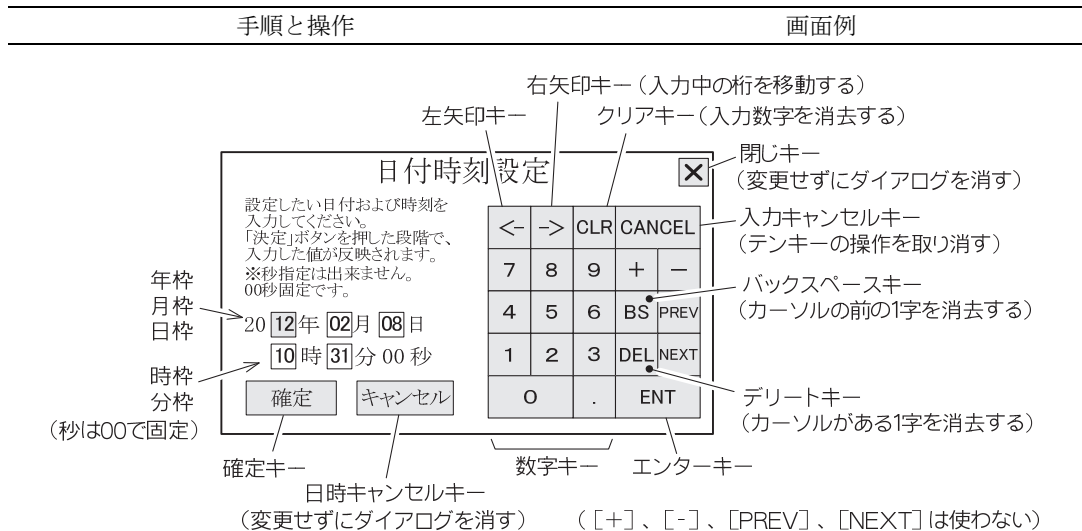 手順と操作
画面例
右矢印キー（入力中の桁を移動する）
左矢印キー
クリアキー（入力数字を消去する）
日付時刻設定
×
閉じキー
（変更せずにダイアログを消す）
設定したい日付および時刻を
入力してください。
「決定」ボタンを押した段階で、
入力した値が反映されます。
※秒指定は出来ません。
00秒固定です。
<- -> CLR CANCEL
入力キャンセルキー
（テンキーの操作を取り消す）
7 8 9 + −
バックスペースキー
（カーソルの前の1字を消去する）
4 5 6 BS PREV
年枠
月枠
日枠
20 12年 02月 08日
1 2 3 DEL NEXT
10時 31分 00 秒
時枠
分枠
（秒は00で固定）
デリートキー
（カーソルがある1字を消去する）
確定 キャンセル
0 . ENT
確定キー
数字キー
エンターキー
日時キャンセルキー
（変更せずにダイアログを消す）
（［+］、［-］、［PREV］、［NEXT］は使わない）